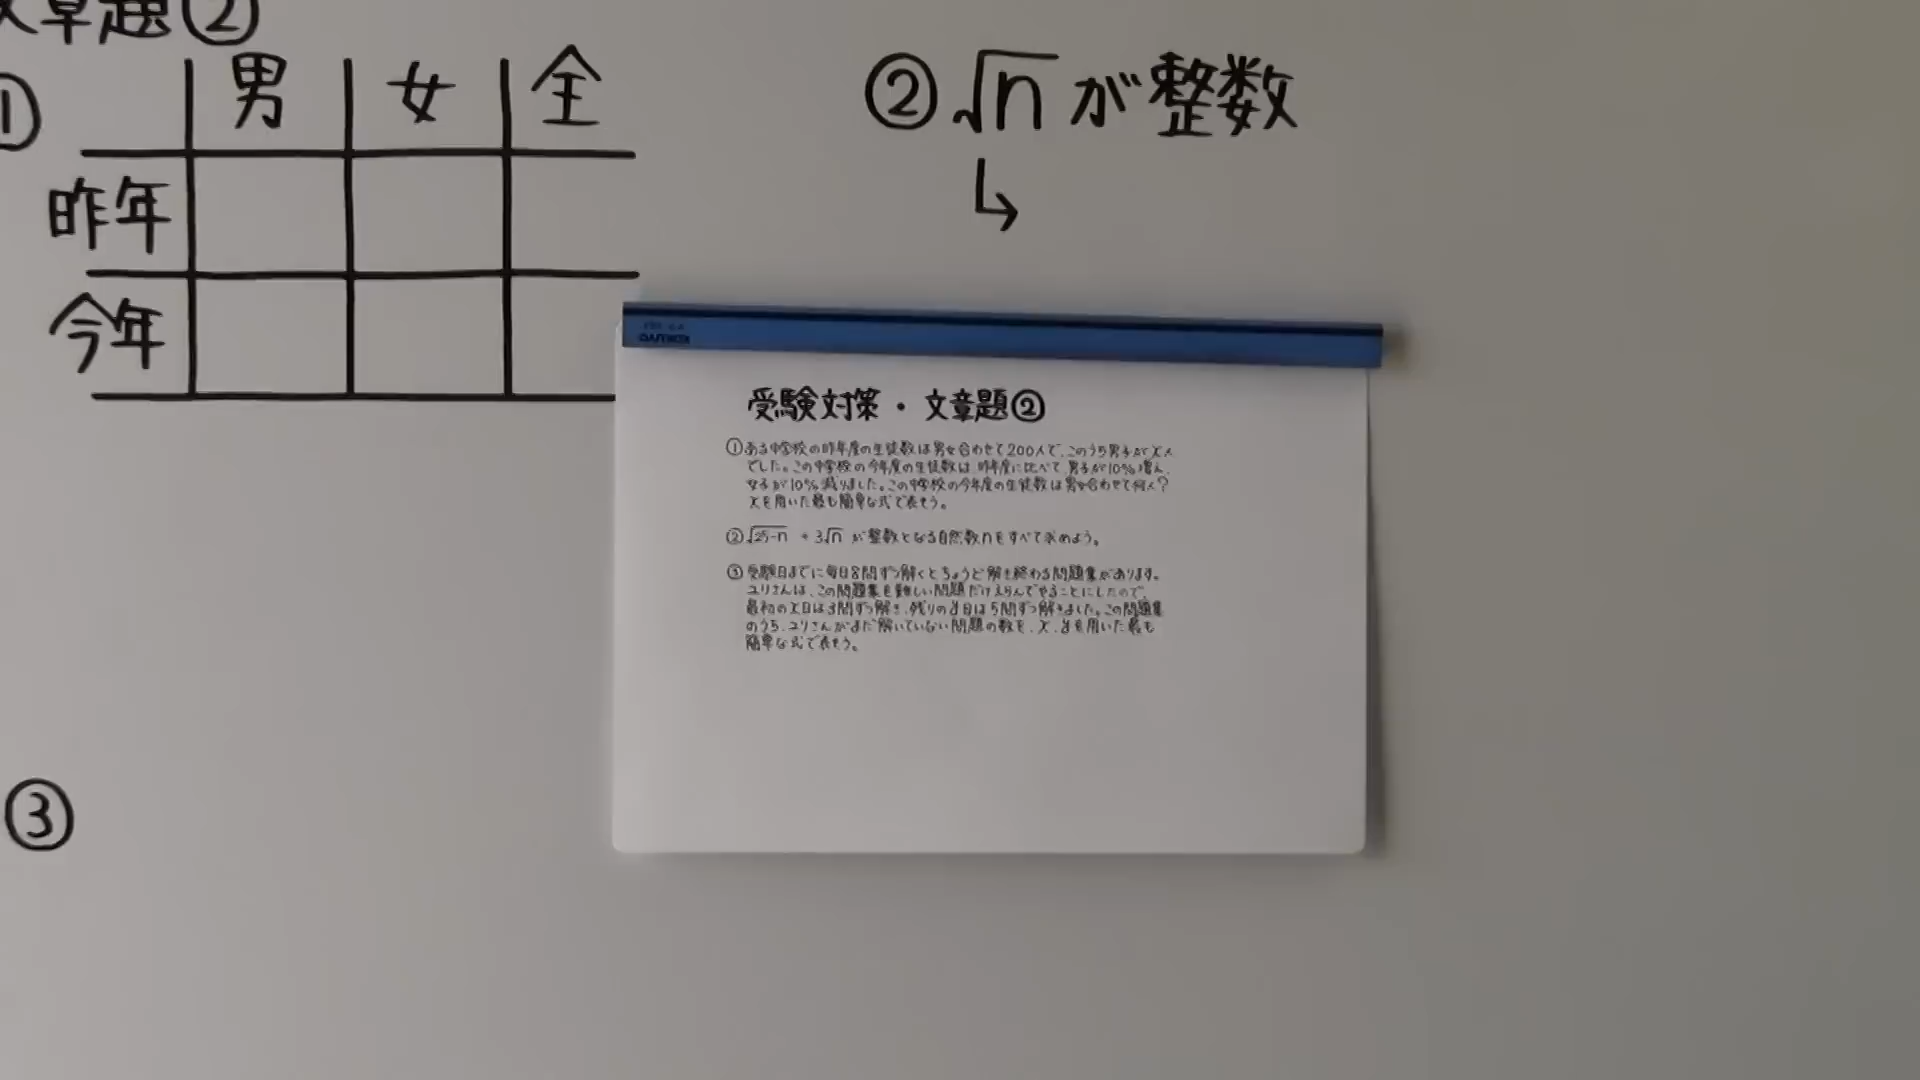 文章題②
① 男 女 全
昨年
今年
② √n が整数
↳
受験対策・文章題②
①ある中学校の昨年度の生徒数は男女合わせて200人で、このうち男子がx人
でした。この中学校の今年度の生徒数は、昨年度に比べて男子が10%増え、
女子が10%減りました。この中学校の今年度の生徒数は男女合わせて何人?
xを用いた最も簡単な式で表そう。
②√25-n + 3√n が整数となる自然数nをすべて求めよう。
③受験日までに毎日8問ずつ解くとちょうど解き終わる問題集があります。
ユリさんは、この問題集を難しい問題だけえらんでやることにしたので、
最初のx日は3問ずつ解き、残りのy日は5問ずつ解きました。この問題集
のうち、ユリさんがまだ解いていない問題の数を、x、yを用いた最も
簡単な式で表そう。
③